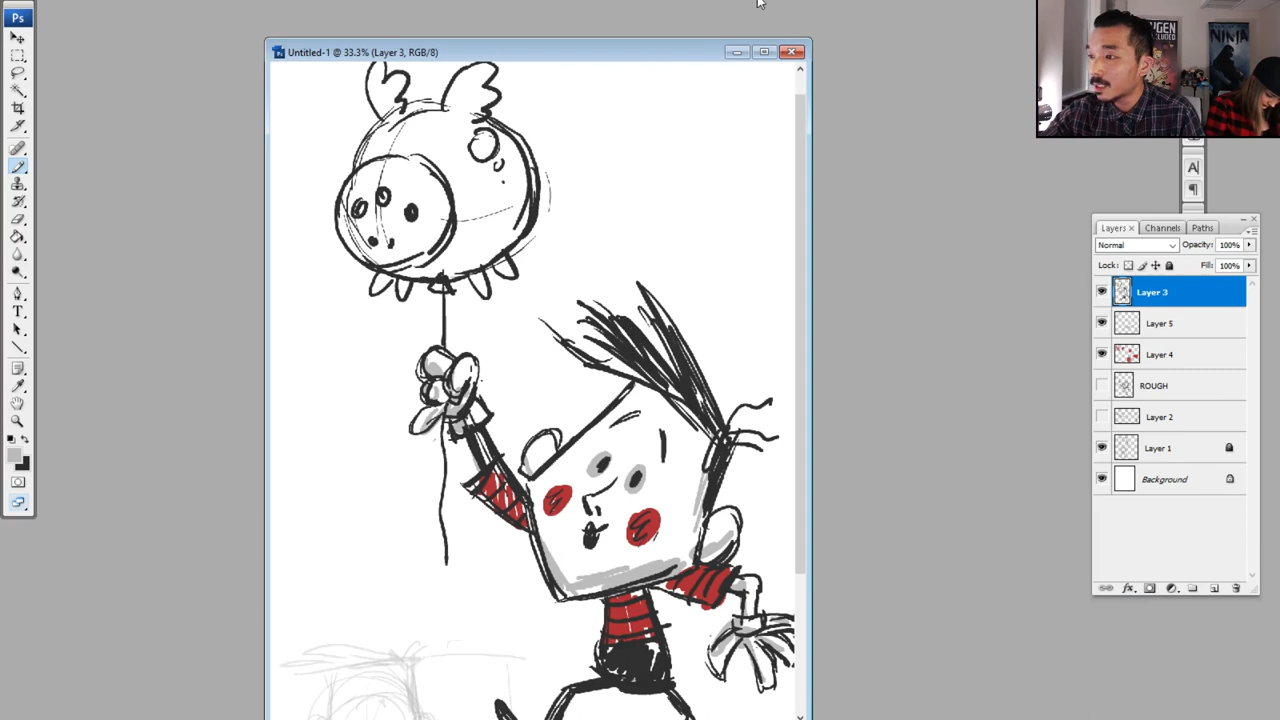 Ps
Untitled-1 @ 33.3% (Layer 3, RGB/8)
NINJA
Layers Channels Paths
Normal Opacity: 100%
Lock: Fill: 100%
Layer 3
Layer 5
Layer 4
ROUGH
Layer 2
Layer 1
Background